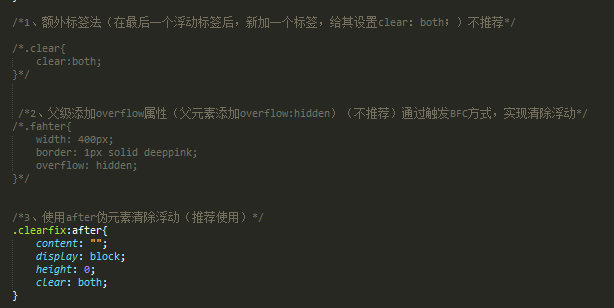 }
/*1、额外标签法（在最后一个浮动标签后，新加一个标签，给其设置clear: both；）不推荐*/
/*.clear{
clear:both;
}*/
/*2、父级添加overflow属性（父元素添加overflow:hidden）（不推荐）通过触发BFC方式，实现清除浮动*/
/*.fahter{
width: 400px;
border: 1px solid deeppink;
overflow: hidden;
}*/
/*3、使用after伪元素清除浮动（推荐使用）*/
.clearfix:after{
content: "";
display: block;
height: 0;
clear: both;
}